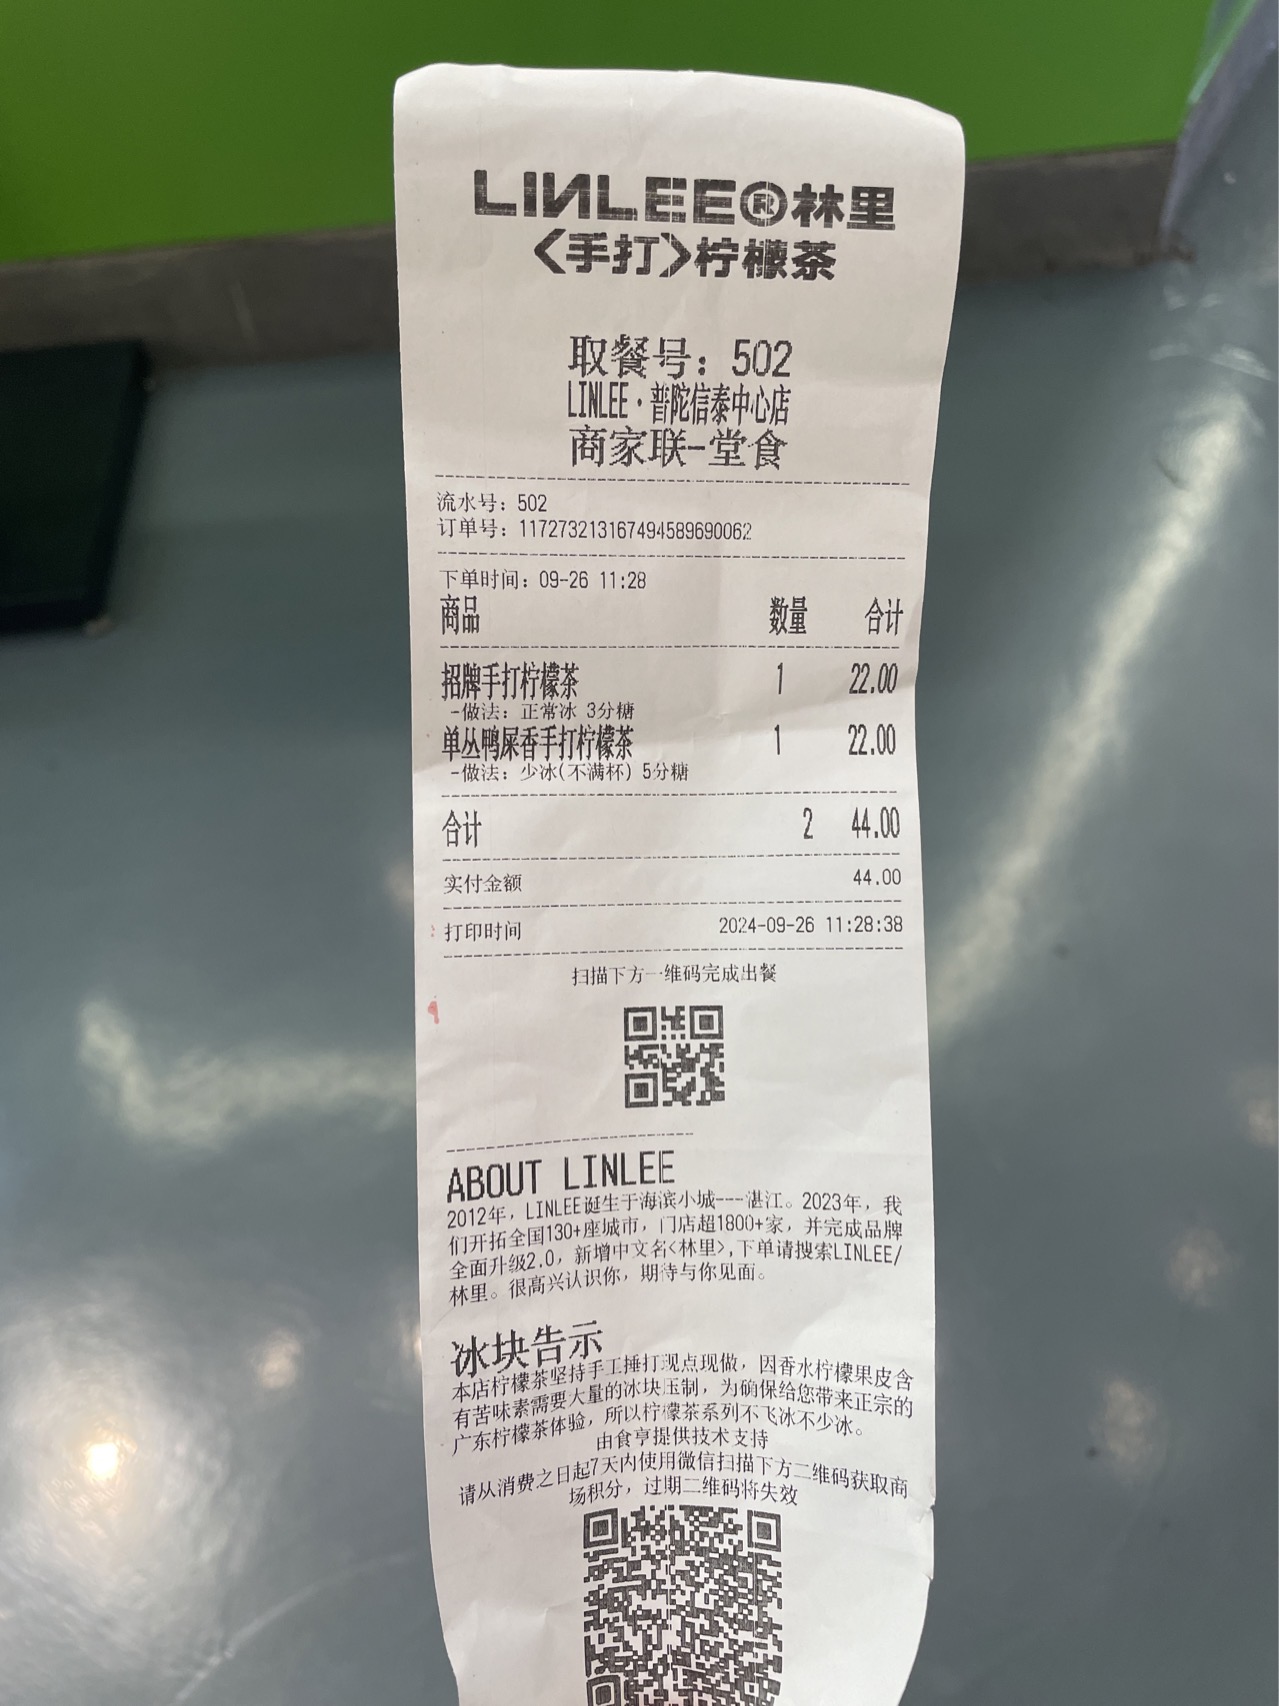 LINLEE®林里
<手打>柠檬茶
取餐号：502
LINLEE·普陀信泰中心店
商家联-堂食
流水号：502
订单号：117273213167494589690062
下单时间：09-26 11:28
商品 数量 合计
招牌手打柠檬茶 1 22.00
-做法：正常冰 3分糖
单丛鸭屎香手打柠檬茶 1 22.00
-做法：少冰(不满杯) 5分糖
合计 2 44.00
实付金额 44.00
打印时间 2024-09-26 11:28:38
扫描下方一维码完成出餐
ABOUT LINLEE
2012年，LINLEE诞生于海滨小城---湛江。2023年，我
们开拓全国130+座城市，门店超1800+家，并完成品牌
全面升级2.0，新增中文名<林里>,下单请搜索LINLEE/
林里。很高兴认识你，期待与你见面。
冰块告示
本店柠檬茶坚持手工捶打现点现做，因香水柠檬果皮含
有苦味素需要大量的冰块压制，为确保给您带来正宗的
广东柠檬茶体验，所以柠檬茶系列不飞冰不少冰。
由食亨提供技术支持
请从消费之日起7天内使用微信扫描下方二维码获取商
场积分，过期二维码将失效